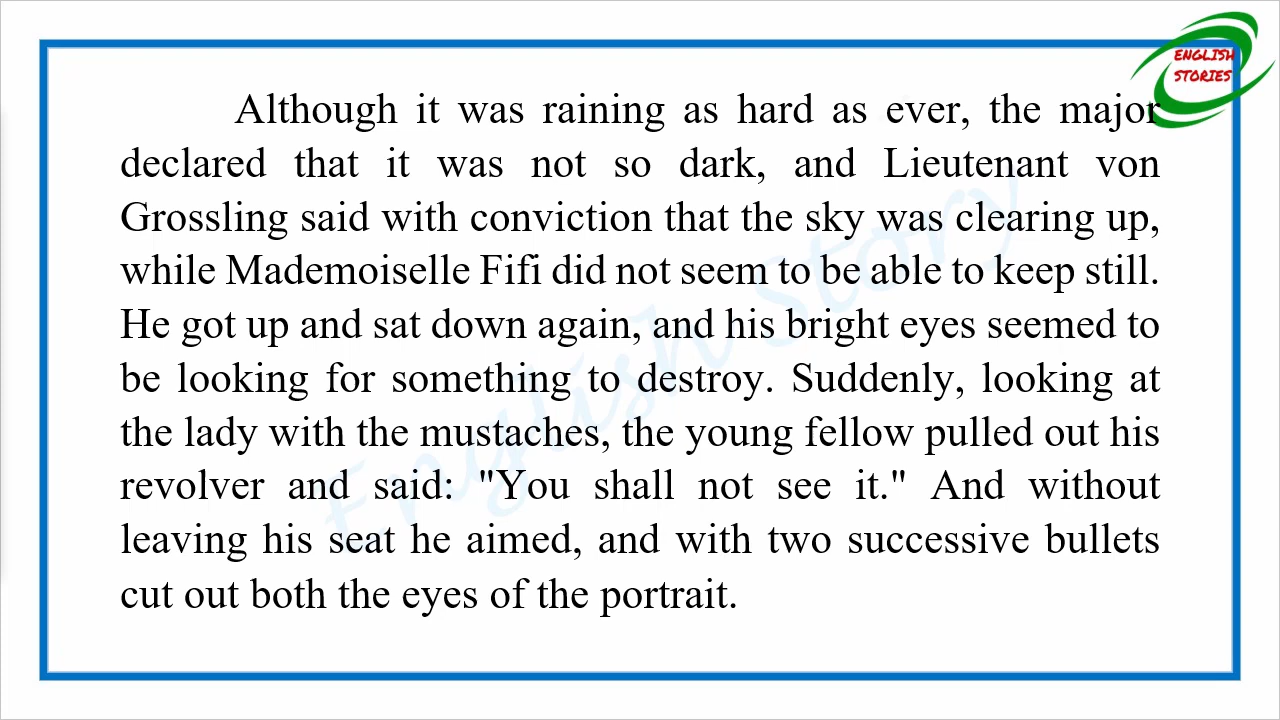 ENGLISH
STORIES
Although it was raining as hard as ever, the major
declared that it was not so dark, and Lieutenant von
Grossling said with conviction that the sky was clearing up,
while Mademoiselle Fifi did not seem to be able to keep still.
He got up and sat down again, and his bright eyes seemed to
be looking for something to destroy. Suddenly, looking at
the lady with the mustaches, the young fellow pulled out his
revolver and said: "You shall not see it." And without
leaving his seat he aimed, and with two successive bullets
cut out both the eyes of the portrait.
English Story